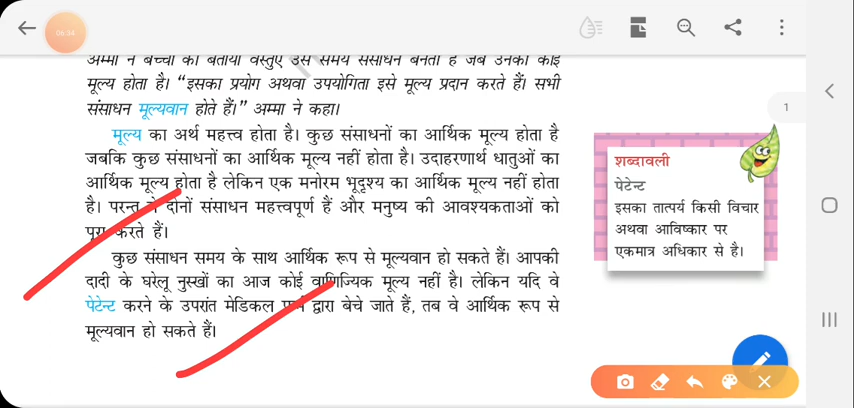 06:34
अम्मा ने बच्चों को बताया वस्तुएँ उस समय संसाधन बनती हैं जब उनका कोई
मूल्य होता है। “इसका प्रयोग अथवा उपयोगिता इसे मूल्य प्रदान करते हैं। सभी
संसाधन मूल्यवान होते हैं।” अम्मा ने कहा।
मूल्य का अर्थ महत्त्व होता है। कुछ संसाधनों का आर्थिक मूल्य होता है
जबकि कुछ संसाधनों का आर्थिक मूल्य नहीं होता है। उदाहरणार्थ धातुओं का
आर्थिक मूल्य होता है लेकिन एक मनोरम भूदृश्य का आर्थिक मूल्य नहीं होता
है। परन्तु ये दोनों संसाधन महत्त्वपूर्ण हैं और मनुष्य की आवश्यकताओं को
पूरा करते हैं।
कुछ संसाधन समय के साथ आर्थिक रूप से मूल्यवान हो सकते हैं। आपकी
दादी के घरेलू नुस्खों का आज कोई वाणिज्यिक मूल्य नहीं है। लेकिन यदि वे
पेटेन्ट करने के उपरांत मेडिकल फर्म द्वारा बेचे जाते हैं, तब वे आर्थिक रूप से
मूल्यवान हो सकते हैं।
1
शब्दावली
पेटेन्ट
इसका तात्पर्य किसी विचार
अथवा आविष्कार पर
एकमात्र अधिकार से है।